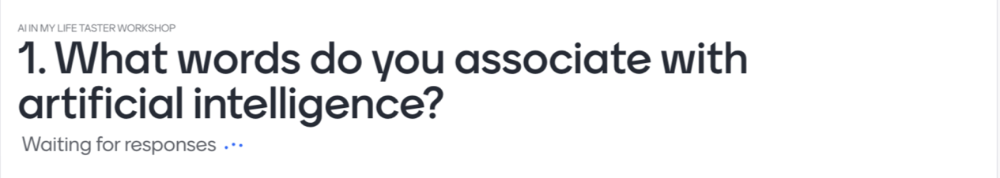 AI IN MY LIFE TASTER WORKSHOP
1. What words do you associate with
artificial intelligence?
Waiting for responses